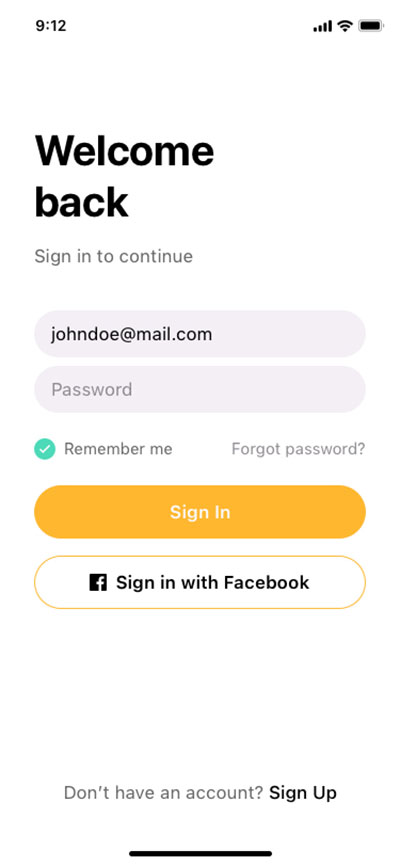 9:12
Welcome
back
Sign in to continue
johndoe@mail.com
Password
Remember me Forgot password?
Sign In
Sign in with Facebook
Don’t have an account? Sign Up